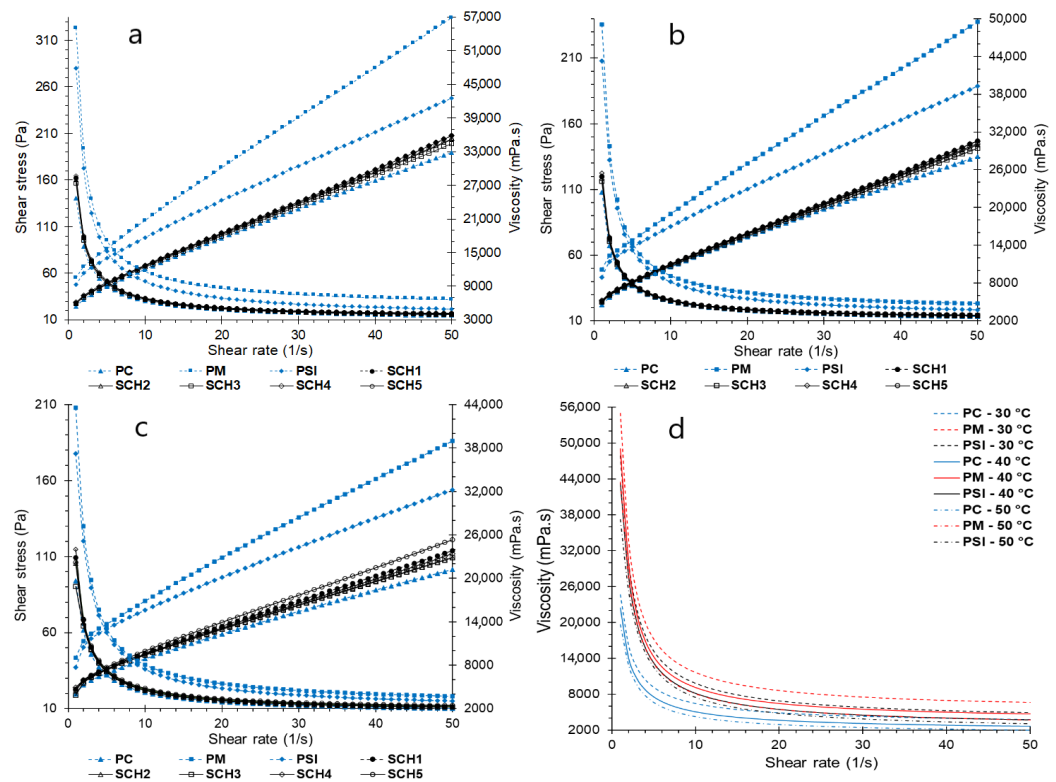 a
Shear stress (Pa)
310
260
210
160
110
60
10
57,000
51,000
45,000
39,000
33,000
27,000
21,000
15,000
9000
3000
Viscosity (mPa.s)
0 10 20 30 40 50
Shear rate (1/s)
PC PM PSI SCH1
SCH2 SCH3 SCH4 SCH5
b
Shear stress (Pa)
210
160
110
60
10
50,000
44,000
38,000
32,000
26,000
20,000
14,000
8000
2000
Viscosity (mPa.s)
0 10 20 30 40 50
Shear rate (1/s)
PC PM PSI SCH1
SCH2 SCH3 SCH4 SCH5
c
Shear stress (Pa)
210
160
110
60
10
44,000
38,000
32,000
26,000
20,000
14,000
8000
2000
Viscosity (mPa.s)
0 10 20 30 40 50
Shear rate (1/s)
PC PM PSI SCH1
SCH2 SCH3 SCH4 SCH5
d
Viscosity (mPa.s)
56,000
50,000
44,000
38,000
32,000
26,000
20,000
14,000
8000
2000
PC - 30 °C
PM - 30 °C
PSI - 30 °C
PC - 40 °C
PM - 40 °C
PSI - 40 °C
PC - 50 °C
PM - 50 °C
PSI - 50 °C
0 10 20 30 40 50
Shear rate (1/s)